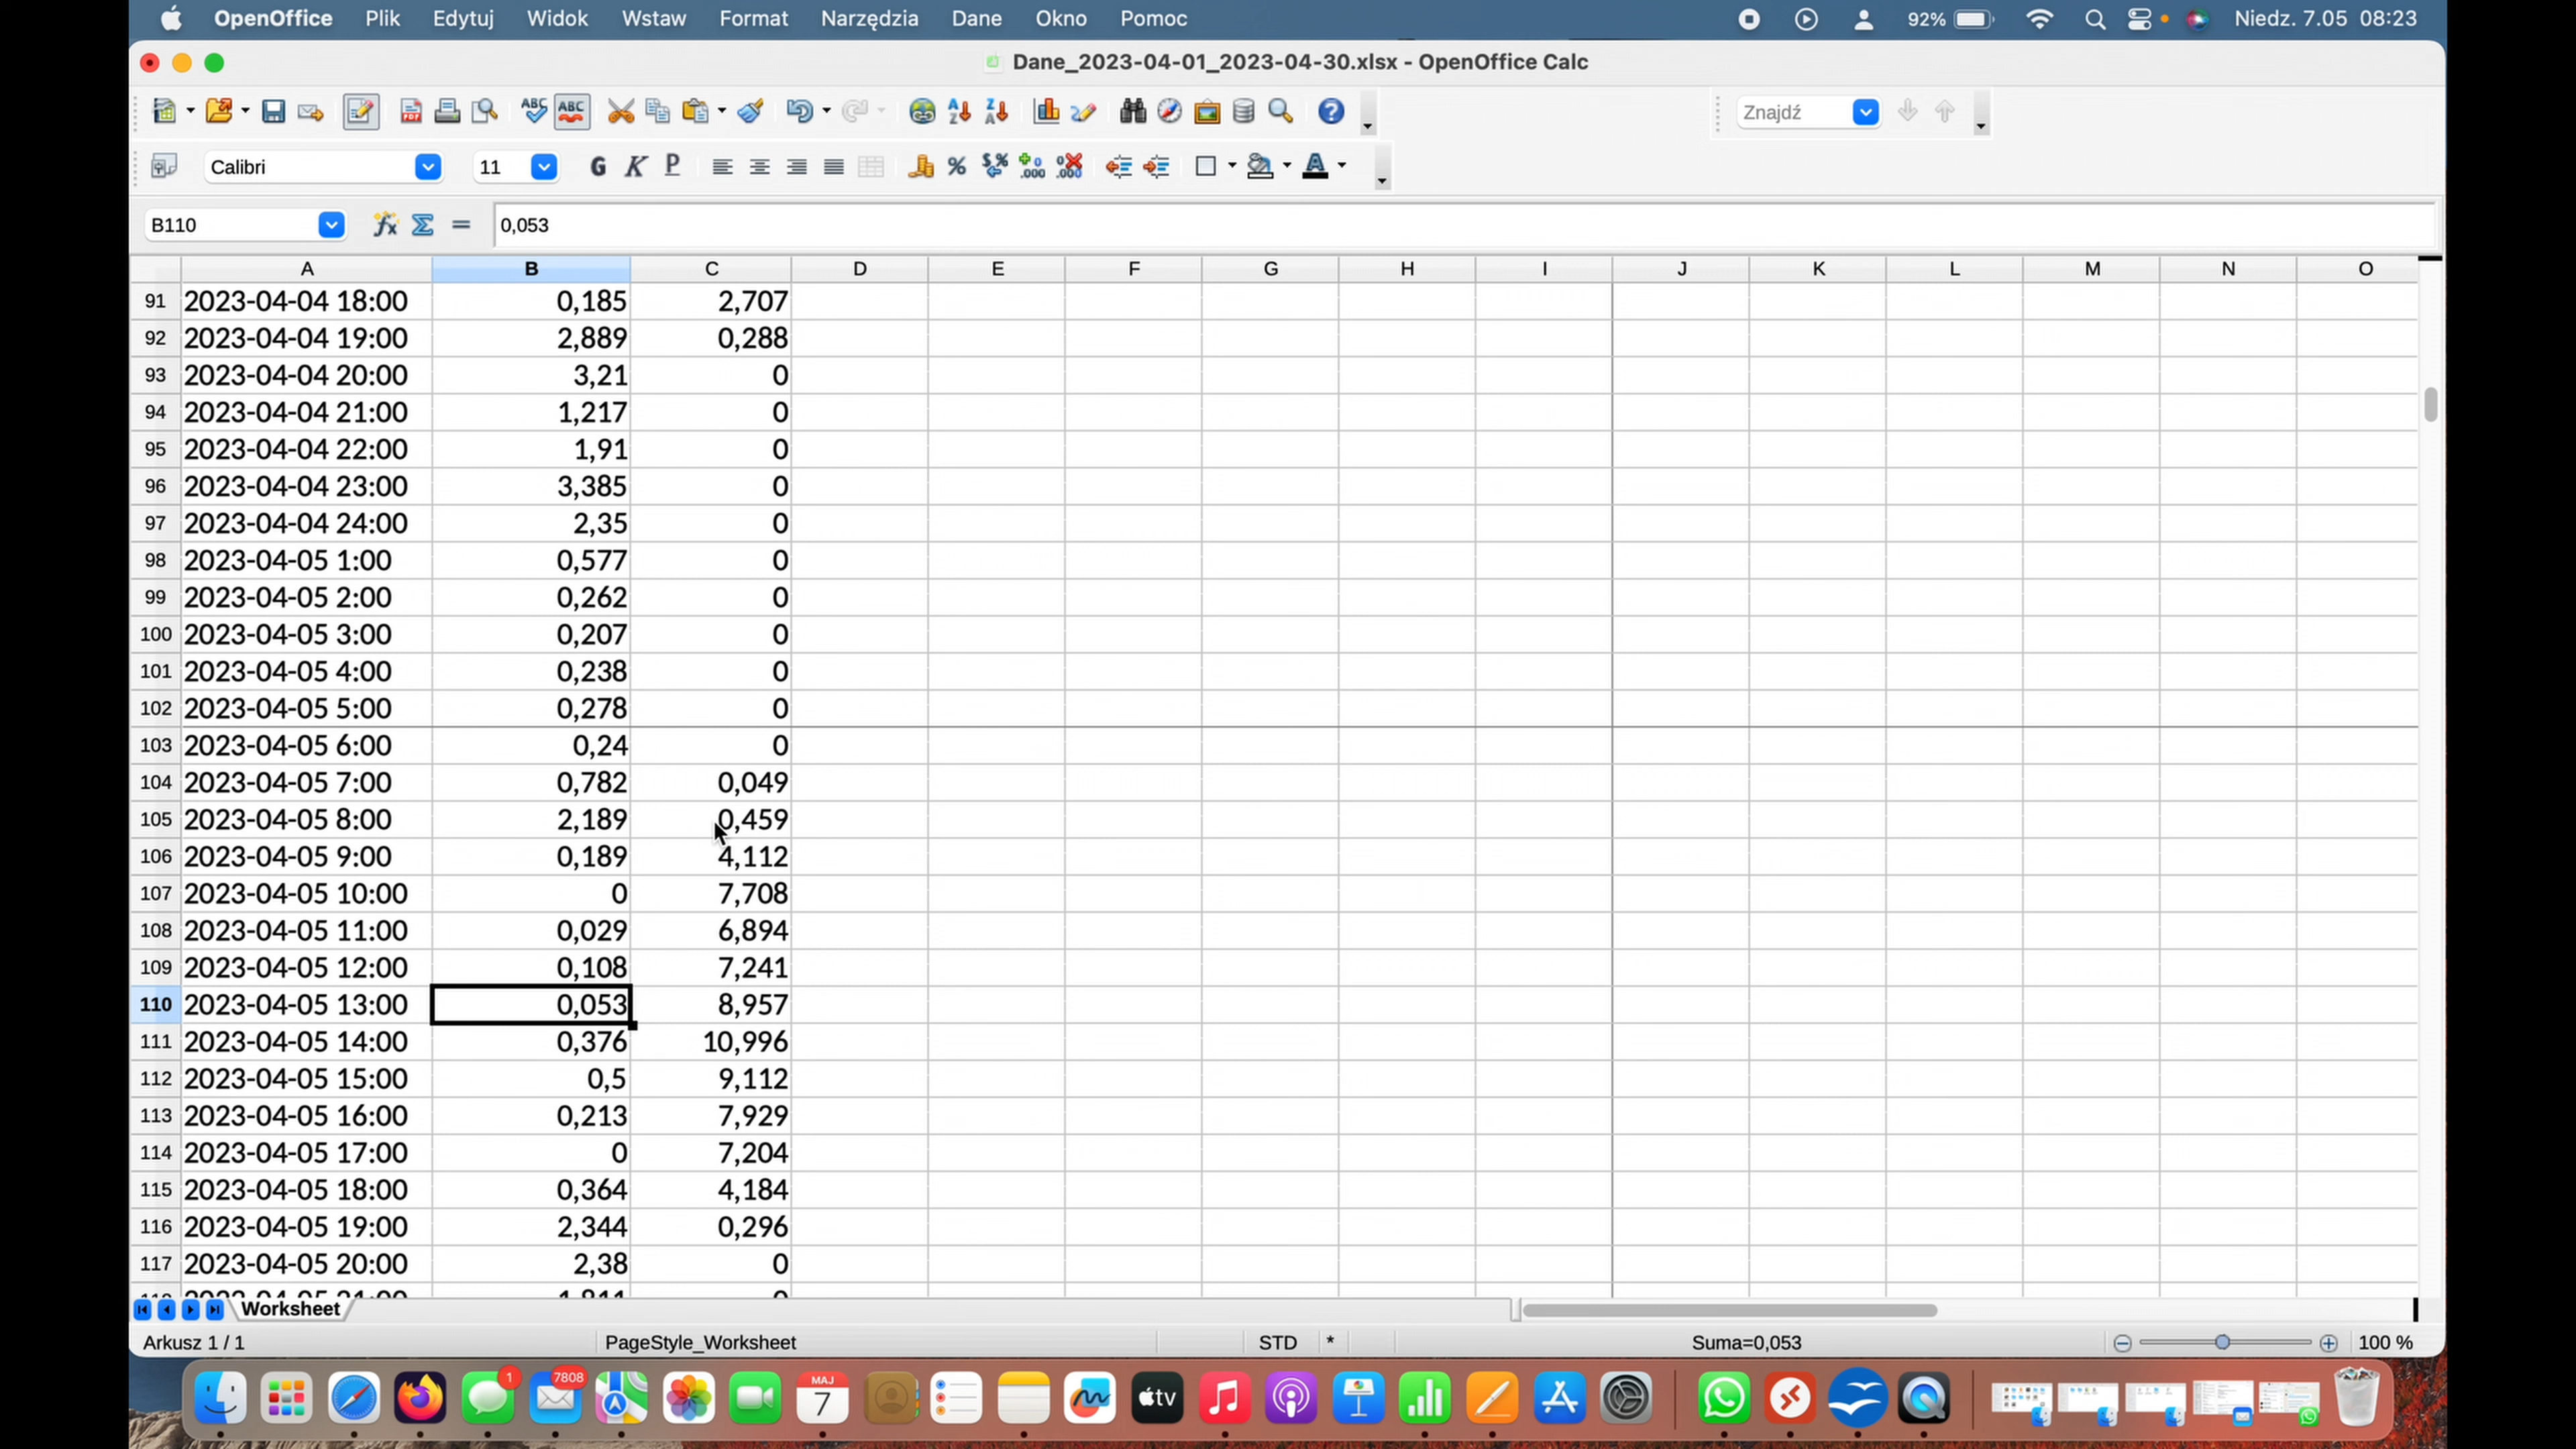 OpenOffice Plik Edytuj Widok Wstaw Format Narzędzia Dane Okno Pomoc 92% Niedz. 7.05 08:23
Dane_2023-04-01_2023-04-30.xlsx - OpenOffice Calc
Znajdź
Calibri 11 G K P
B110 0,053
A B C D E F G H I J K L M N O
91 2023-04-04 18:00 0,185 2,707
92 2023-04-04 19:00 2,889 0,288
93 2023-04-04 20:00 3,21 0
94 2023-04-04 21:00 1,217 0
95 2023-04-04 22:00 1,91 0
96 2023-04-04 23:00 3,385 0
97 2023-04-04 24:00 2,35 0
98 2023-04-05 1:00 0,577 0
99 2023-04-05 2:00 0,262 0
100 2023-04-05 3:00 0,207 0
101 2023-04-05 4:00 0,238 0
102 2023-04-05 5:00 0,278 0
103 2023-04-05 6:00 0,24 0
104 2023-04-05 7:00 0,782 0,049
105 2023-04-05 8:00 2,189 0,459
106 2023-04-05 9:00 0,189 4,112
107 2023-04-05 10:00 0 7,708
108 2023-04-05 11:00 0,029 6,894
109 2023-04-05 12:00 0,108 7,241
110 2023-04-05 13:00 0,053 8,957
111 2023-04-05 14:00 0,376 10,996
112 2023-04-05 15:00 0,5 9,112
113 2023-04-05 16:00 0,213 7,929
114 2023-04-05 17:00 0 7,204
115 2023-04-05 18:00 0,364 4,184
116 2023-04-05 19:00 2,344 0,296
117 2023-04-05 20:00 2,38 0
Worksheet
Arkusz 1 / 1 PageStyle_Worksheet STD * Suma=0,053 100 %
1 7808 MAJ 7 tv